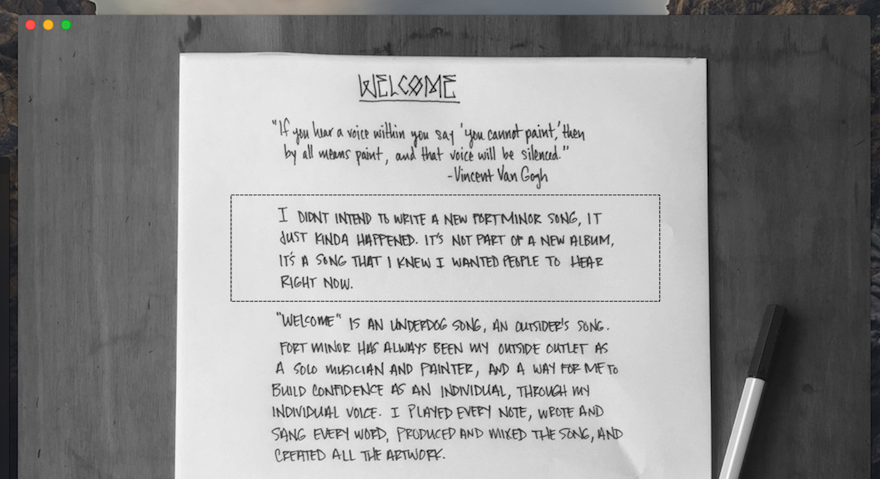 WELCOME
"If you hear a voice within you say 'you cannot paint,' then
by all means paint, and that voice will be silenced."
-Vincent Van Gogh
I DIDNT INTEND TO WRITE A NEW FORT MINOR SONG, IT
JUST KINDA HAPPENED. IT'S NOT PART OF A NEW ALBUM,
IT'S A SONG THAT I KNEW I WANTED PEOPLE TO HEAR
RIGHT NOW.
"WELCOME" IS AN UNDERDOG SONG, AN OUTSIDER'S SONG.
FORT MINOR HAS ALWAYS BEEN MY OUTSIDE OUTLET AS
A SOLO MUSICIAN AND PAINTER, AND A WAY FOR ME TO
BUILD CONFIDENCE AS AN INDIVIDUAL, THROUGH MY
INDIVIDUAL VOICE. I PLAYED EVERY NOTE, WROTE AND
SANG EVERY WORD, PRODUCED AND MIXED THE SONG, AND
CREATED ALL THE ARTWORK.